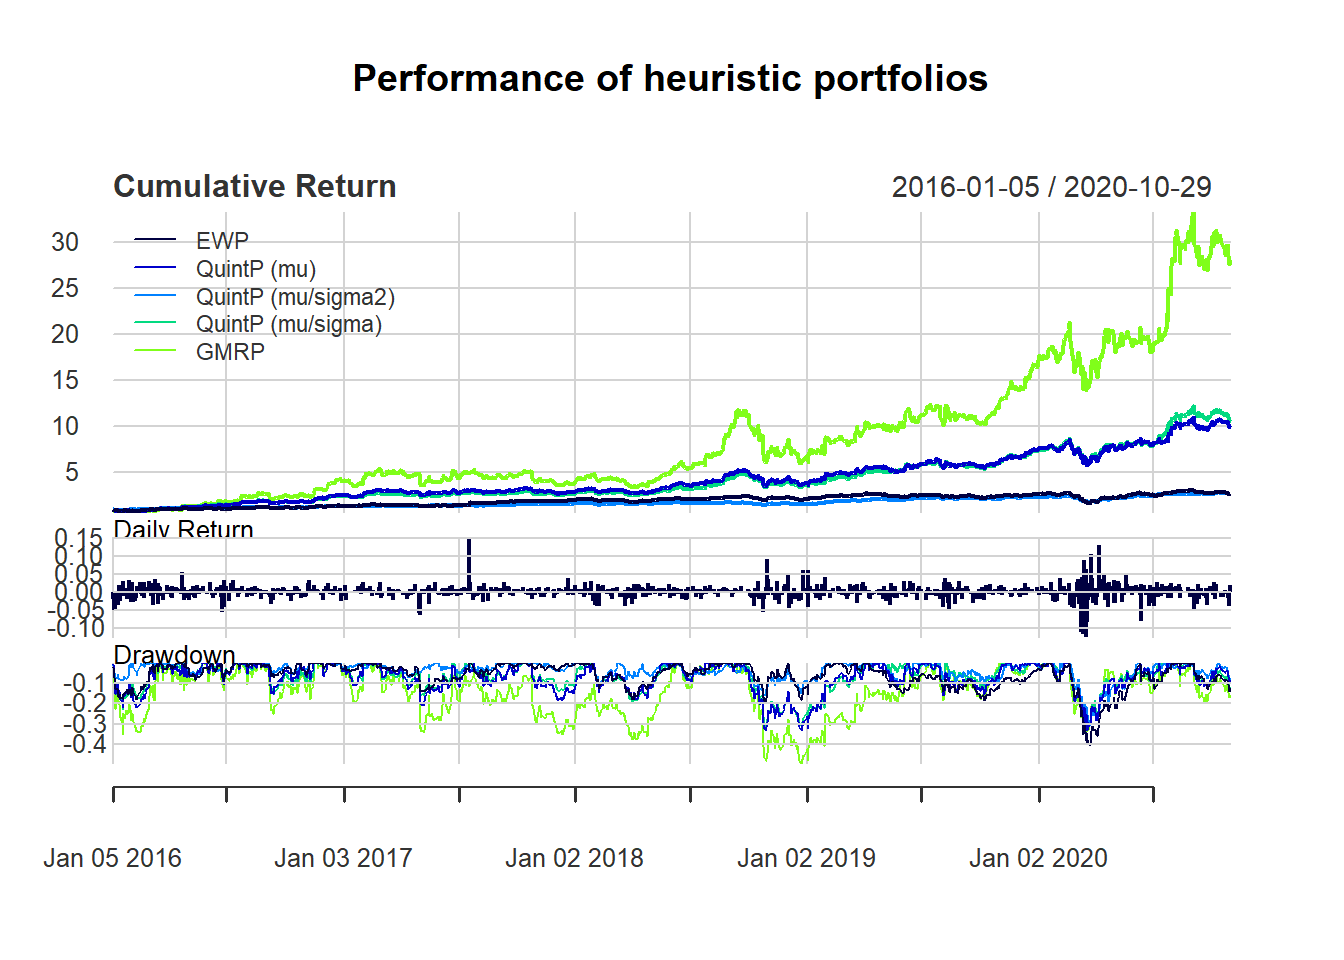 Performance of heuristic portfolios
Cumulative Return 2016-01-05 / 2020-10-29
30
25
20
15
10
5
EWP
QuintP (mu)
QuintP (mu/sigma2)
QuintP (mu/sigma)
GMRP
Daily Return
0.15
0.10
0.05
0.00
-0.05
-0.10
Drawdown
-0.1
-0.2
-0.3
-0.4
Jan 05 2016 Jan 03 2017 Jan 02 2018 Jan 02 2019 Jan 02 2020